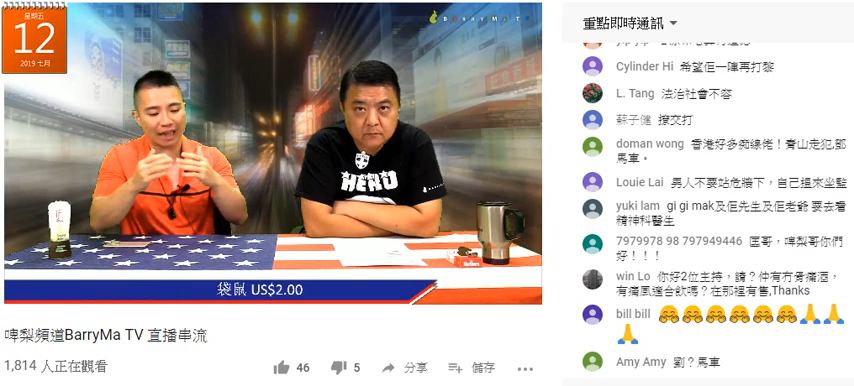 星期五
12
2019 七月
BARRYMATV
HERO
Marlboro
袋鼠 US$2.00
啤梨頻道BarryMa TV 直播串流
1,814 人正在觀看
46
5
分享
儲存
重點即時通訊
Cylinder Hi 希望佢一陣再打黎
L. Tang 法治社會不容
蘇子健 撩交打
doman wong 香港好多痴線佬！青山走犯,鄧
馬車。
Louie Lai 男人不要站危牆下，自己搵來坐監
yuki lam gi gi mak及佢先生及佢老爺 要去看
精神科醫生
7979978 98 797949446 匡哥，啤梨哥你們
好！！！
win Lo 你好2位主持，請？仲有冇骨痛酒，
有痛風適合飲嗎？在那裡有售,Thanks
bill bill 🤗🤗🤗🤗🤗🤗🙏🙏
🙏
Amy Amy 劉？馬車